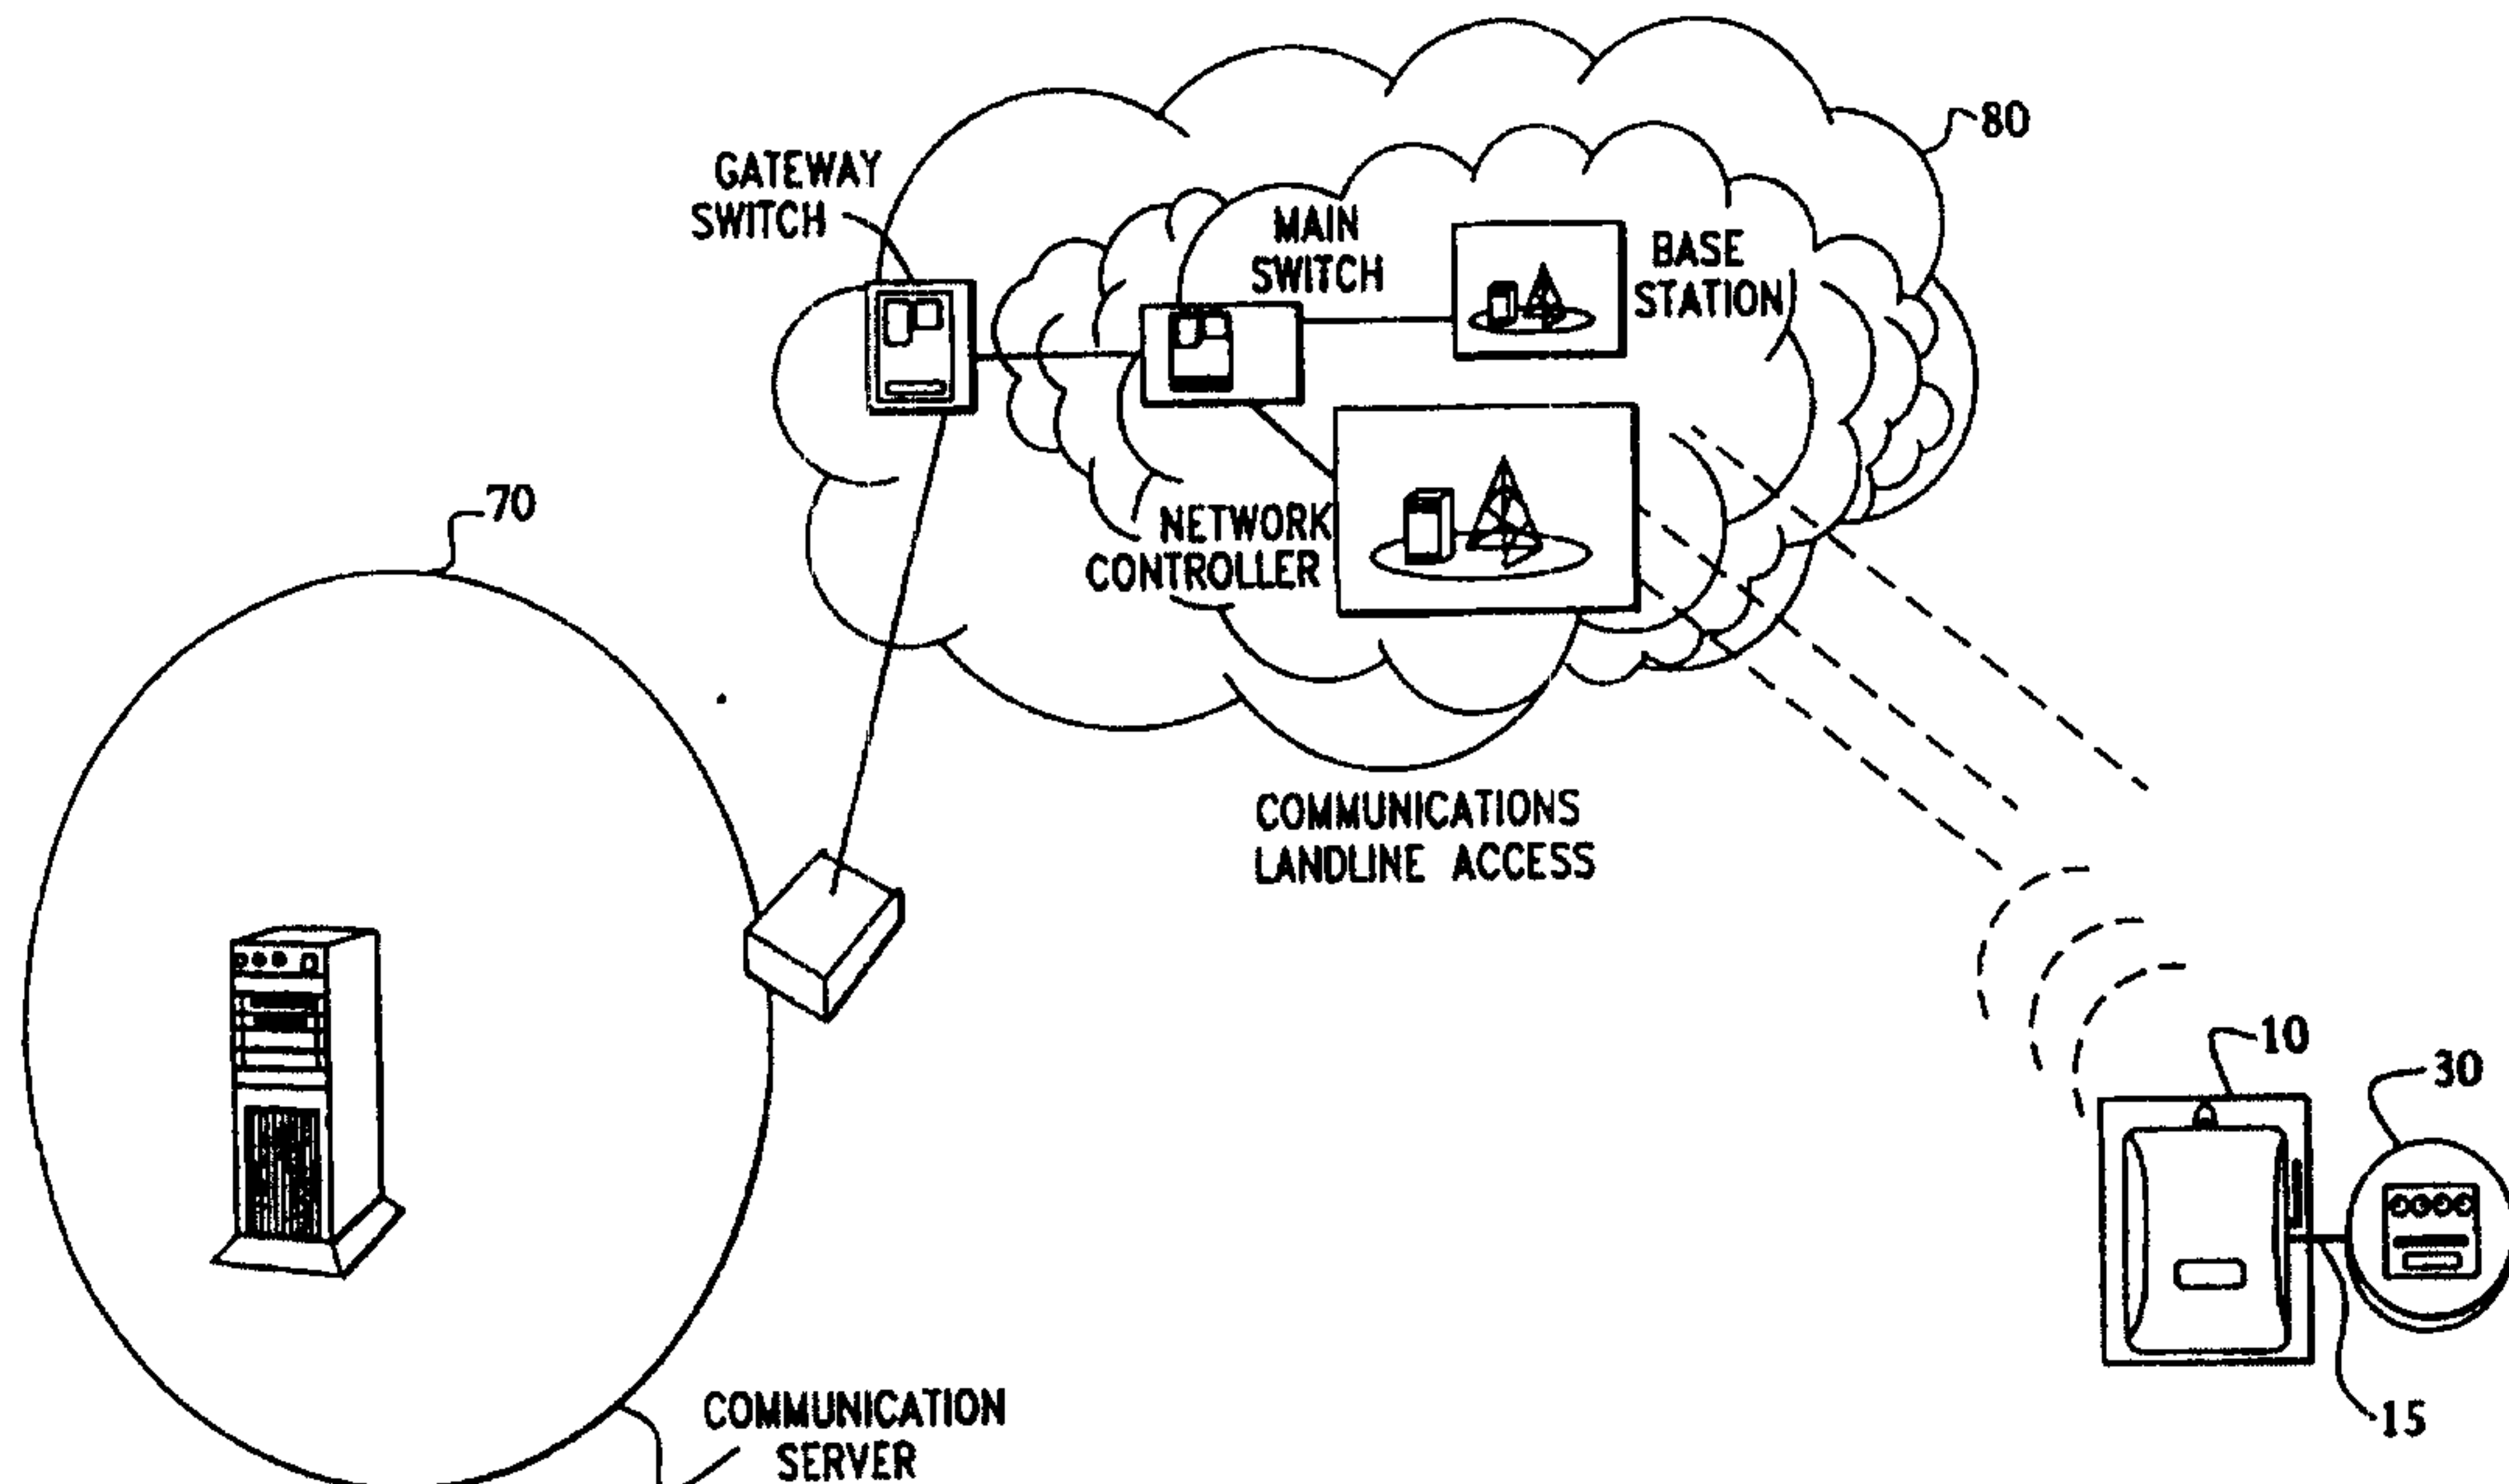 80
GATEWAY
SWITCH
MAIN
SWITCH
BASE
STATION
70
NETWORK
CONTROLLER
COMMUNICATIONS
LANDLINE ACCESS
10
30
15
COMMUNICATION
SERVER